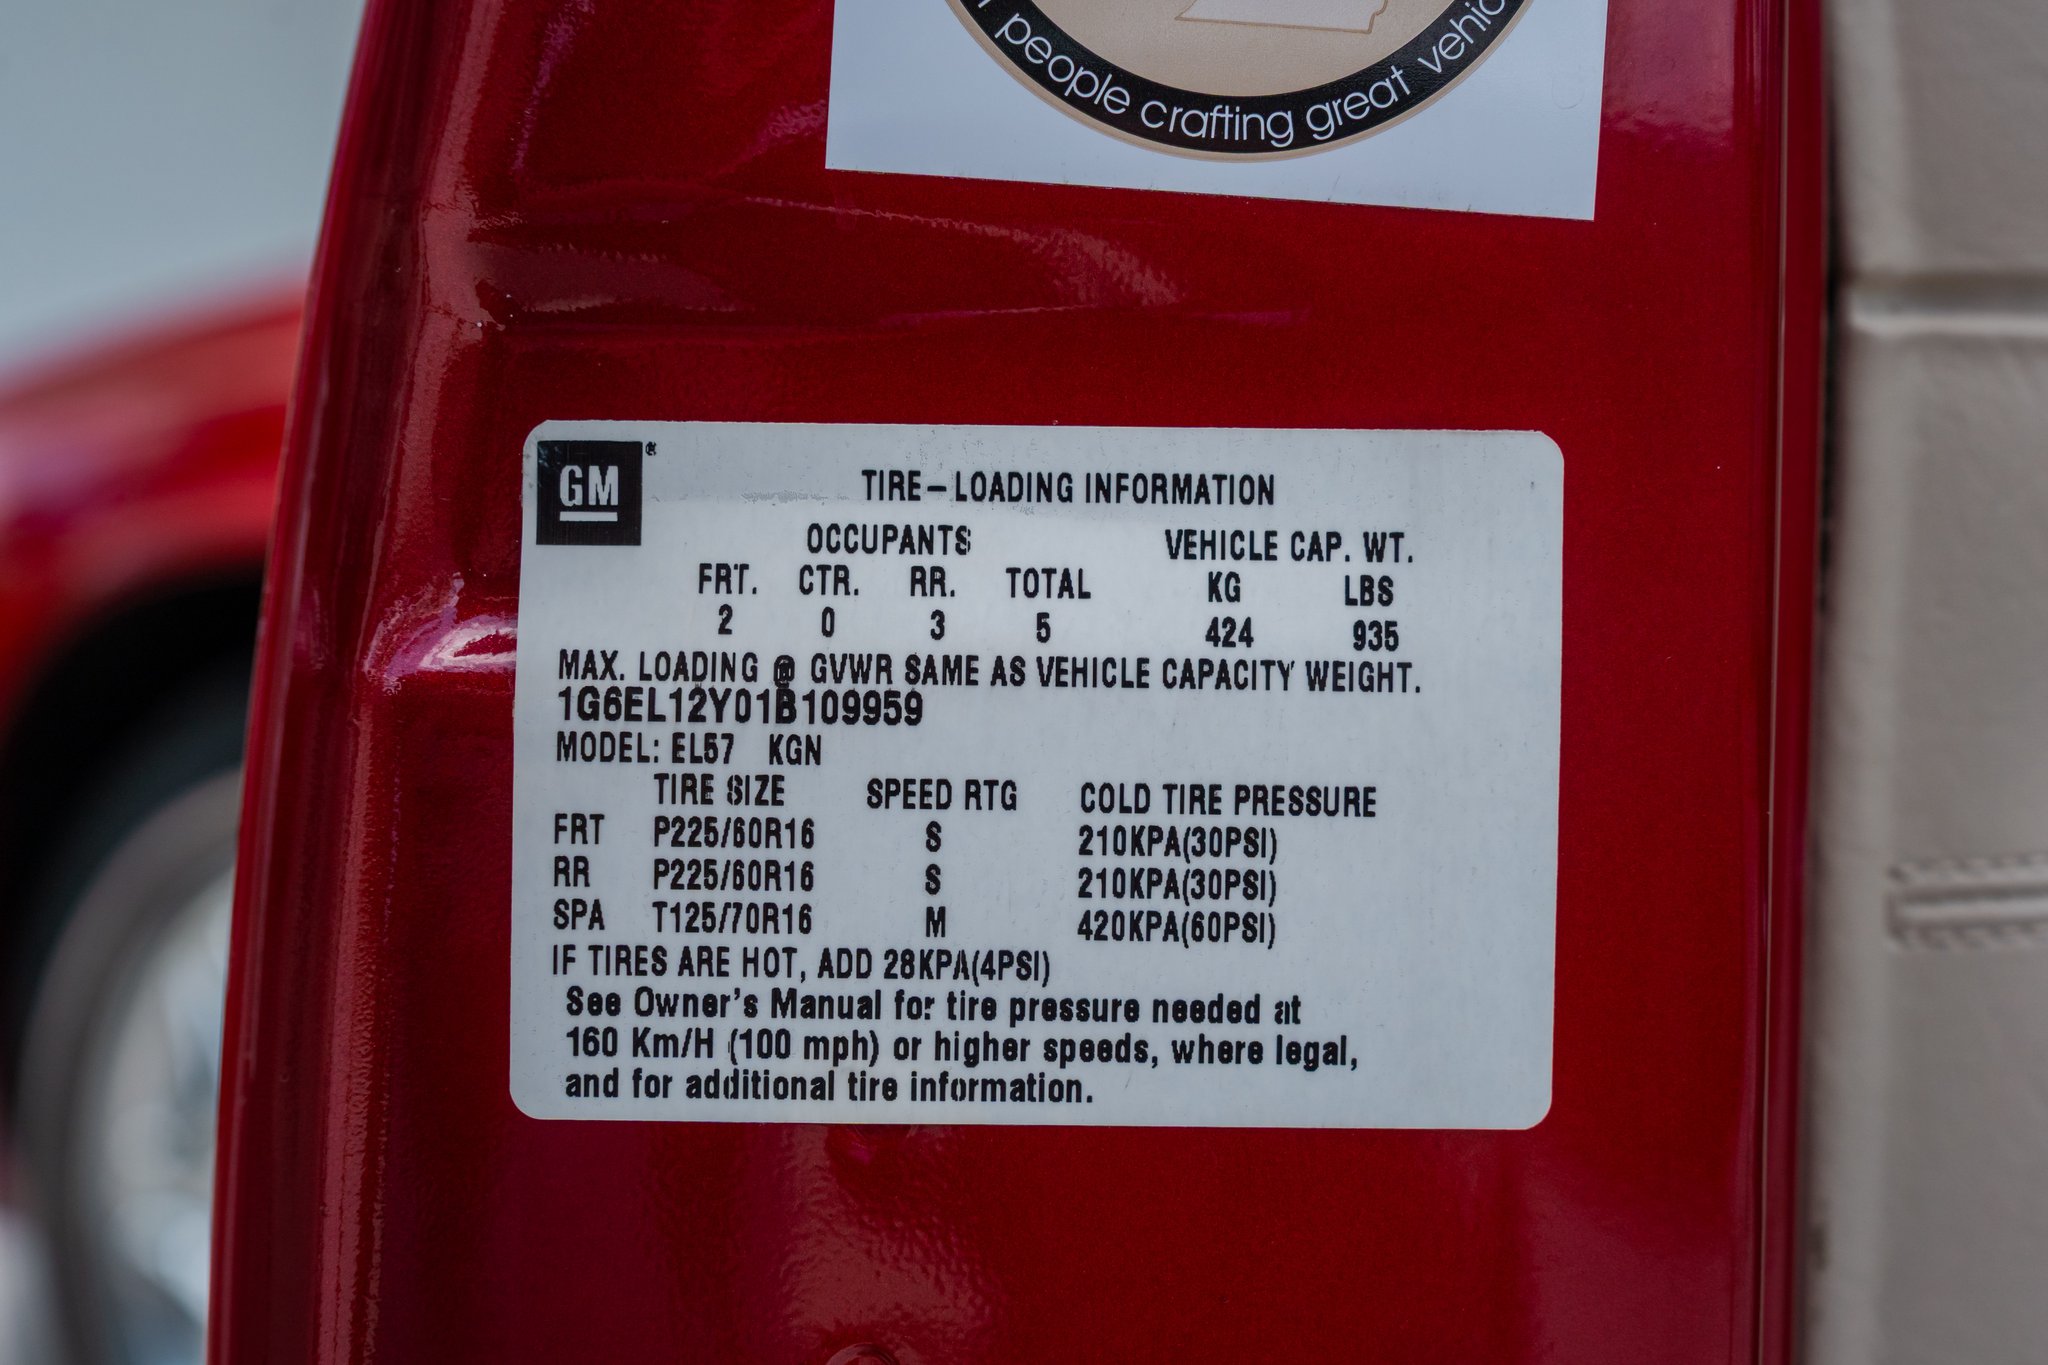 people crafting great
GM
TIRE – LOADING INFORMATION
OCCUPANTS VEHICLE CAP. WT.
FRT. CTR. RR. TOTAL KG LBS
2 0 3 5 424 935
MAX. LOADING @ GVWR SAME AS VEHICLE CAPACITY WEIGHT.
1G6EL12Y01B109959
MODEL: EL57 KGN
TIRE SIZE SPEED RTG COLD TIRE PRESSURE
FRT P225/60R16 S 210KPA(30PSI)
RR P225/60R16 S 210KPA(30PSI)
SPA T125/70R16 M 420KPA(60PSI)
IF TIRES ARE HOT, ADD 28KPA(4PSI)
See Owner's Manual for tire pressure needed at
160 Km/H (100 mph) or higher speeds, where legal,
and for additional tire information.